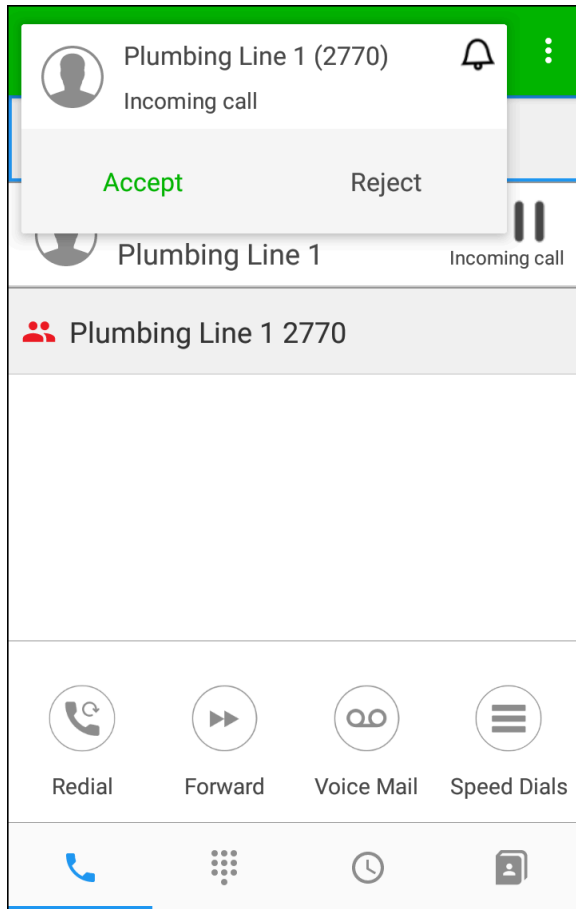 Plumbing Line 1 (2770)
Incoming call
Accept Reject
Plumbing Line 1
Incoming call
Plumbing Line 1 2770
Redial Forward Voice Mail Speed Dials